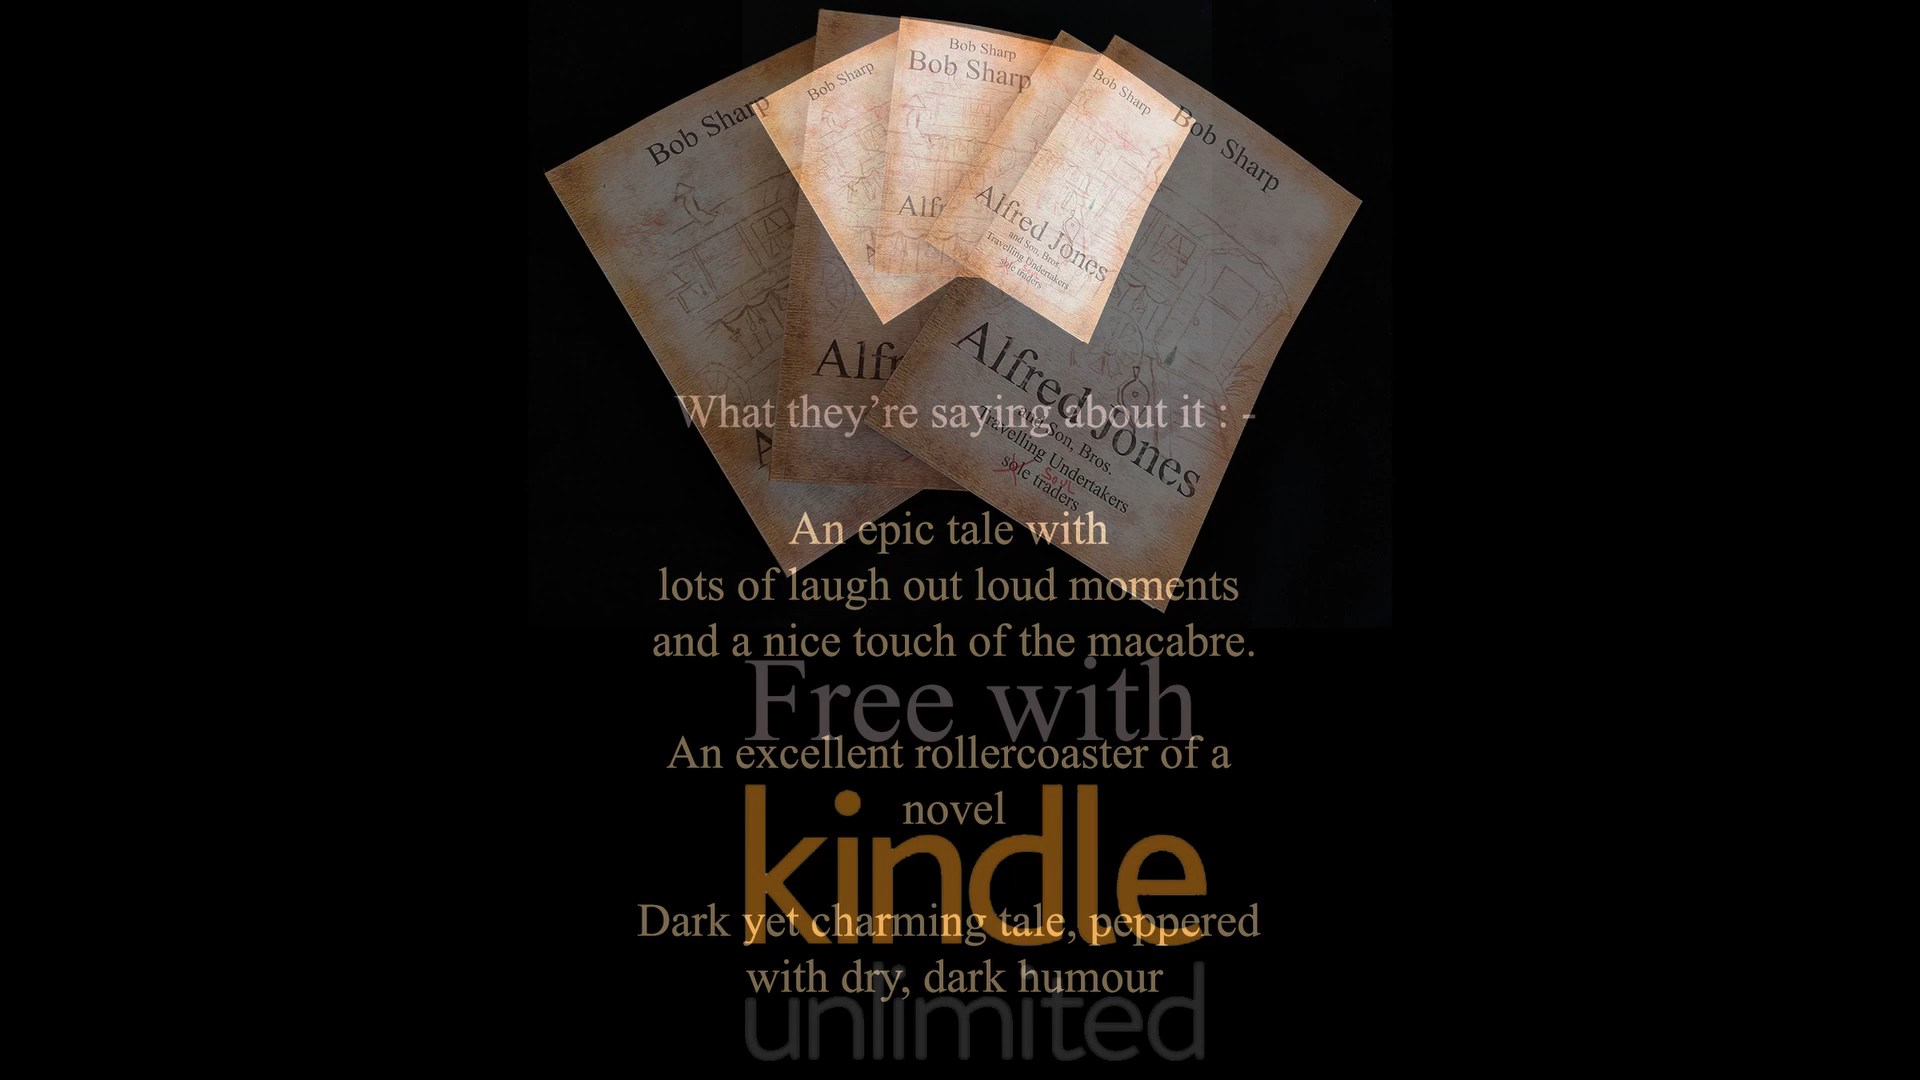 Bob Sharp
Bob Sharp
Bob Sharp
Bob Sharp
Bob Sharp
Bob Sharp
Alfr
Alfred Jones
and Son, Bros.
Travelling Undertakers
sole traders
Alfr
Alfred Jones
and Son, Bros.
Travelling Undertakers
soul
sole traders
What they’re saying about it : -
An epic tale with
lots of laugh out loud moments
and a nice touch of the macabre.
Free with
An excellent rollercoaster of a
novel
kindle
Dark yet charming tale, peppered
with dry, dark humour
unlimited